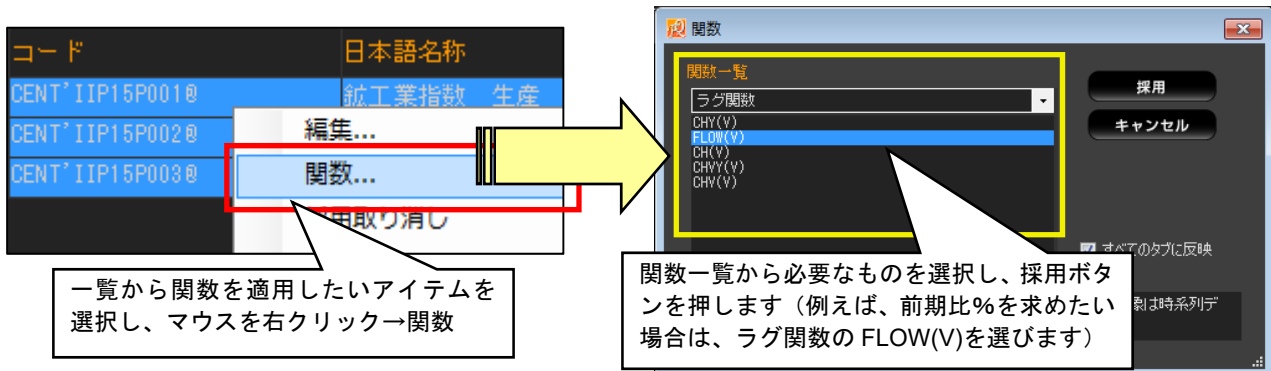 コード 日本語名称
CENT'IIP15P001@ 鉱工業指数 生産
CENT'IIP15P002@
CENT'IIP15P003@
編集...
関数...
用取り消し
一覧から関数を適用したいアイテムを
選択し、マウスを右クリック→関数
関数
関数一覧
ラグ関数
CHY(V)
FLOW(V)
CH(V)
CHYY(V)
CHV(V)
採用
キャンセル
すべてのタブに反映
象は時系列デ
関数一覧から必要なものを選択し、採用ボタ
ンを押します（例えば、前期比%を求めたい
場合は、ラグ関数の FLOW(V)を選びます）